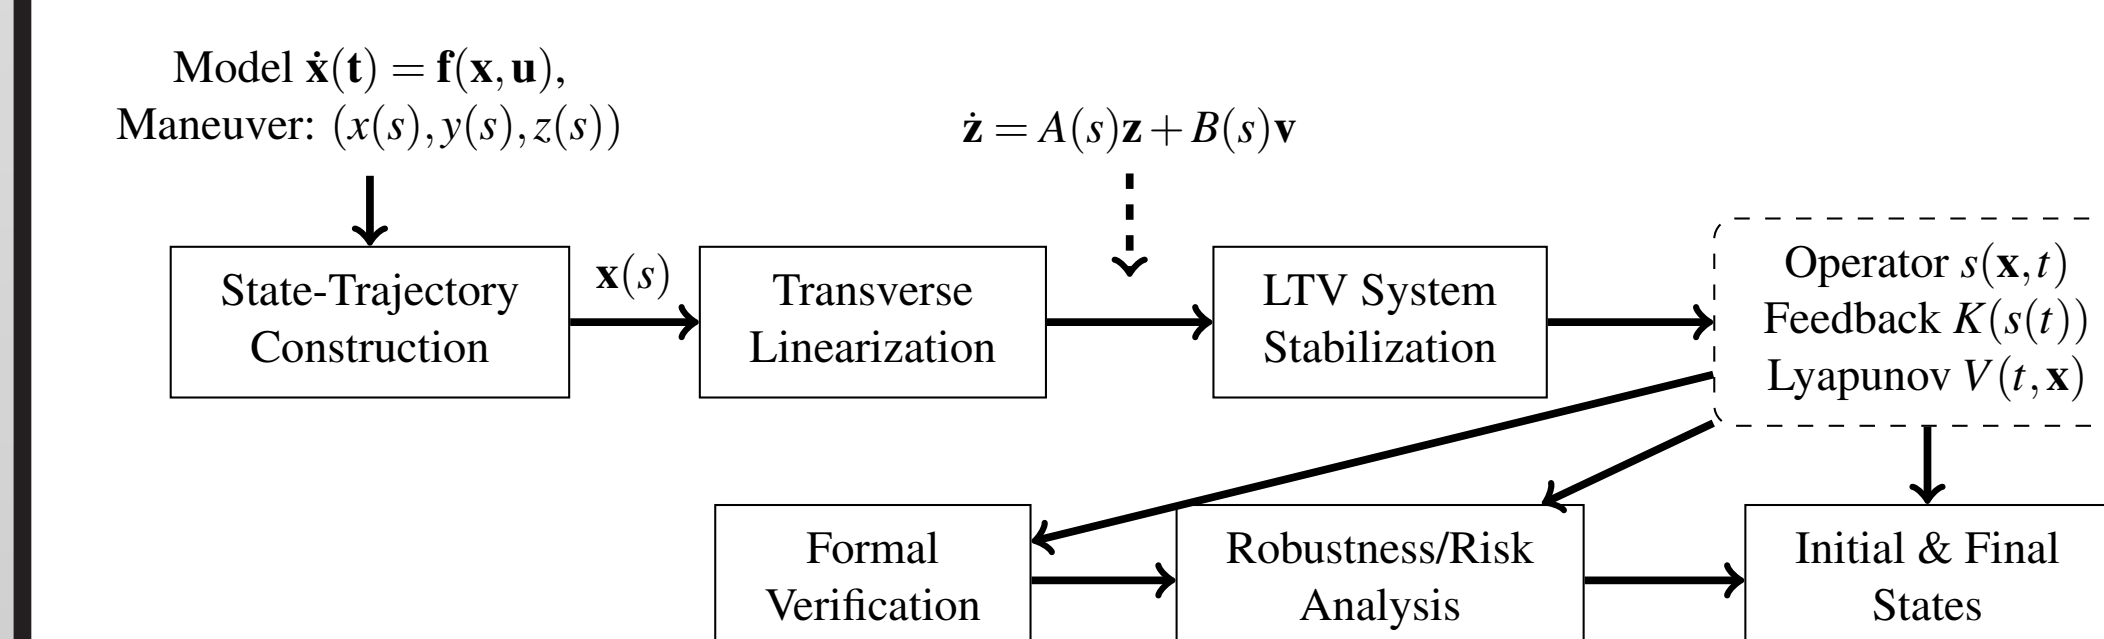 Model ẋ(t) = f(x, u),
Maneuver: (x(s), y(s), z(s))
ż = A(s)z + B(s)v
State-Trajectory
Construction
x(s)
Transverse
Linearization
LTV System
Stabilization
Operator s(x, t)
Feedback K(s(t))
Lyapunov V(t, x)
Formal
Verification
Robustness/Risk
Analysis
Initial & Final
States